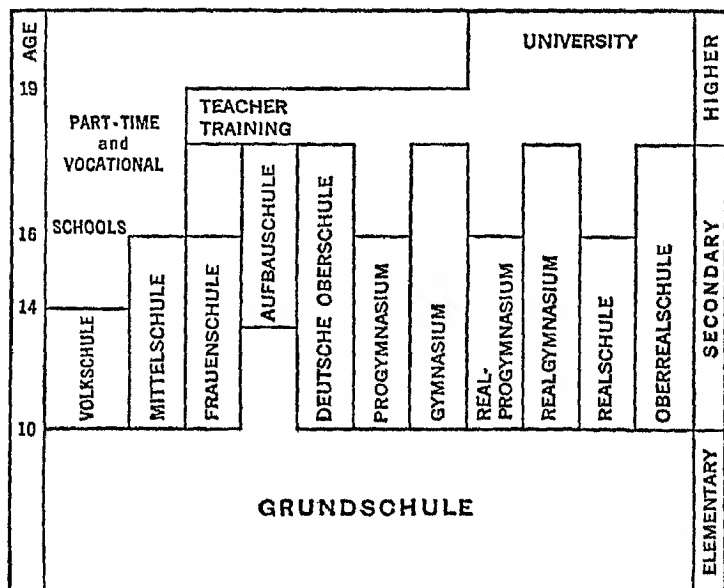 AGE
UNIVERSITY
HIGHER
19
TEACHER
TRAINING
PART-TIME
and
VOCATIONAL
SCHOOLS
16
14
10
VOLKSCHULE
MITTELSCHULE
FRAUENSCHULE
AUFBAUSCHULE
DEUTSCHE OBERSCHULE
PROGYMNASIUM
GYMNASIUM
REAL-
PROGYMNASIUM
REALGYMNASIUM
REALSCHULE
OBERREALSCHULE
SECONDARY
GRUNDSCHULE
ELEMENTARY